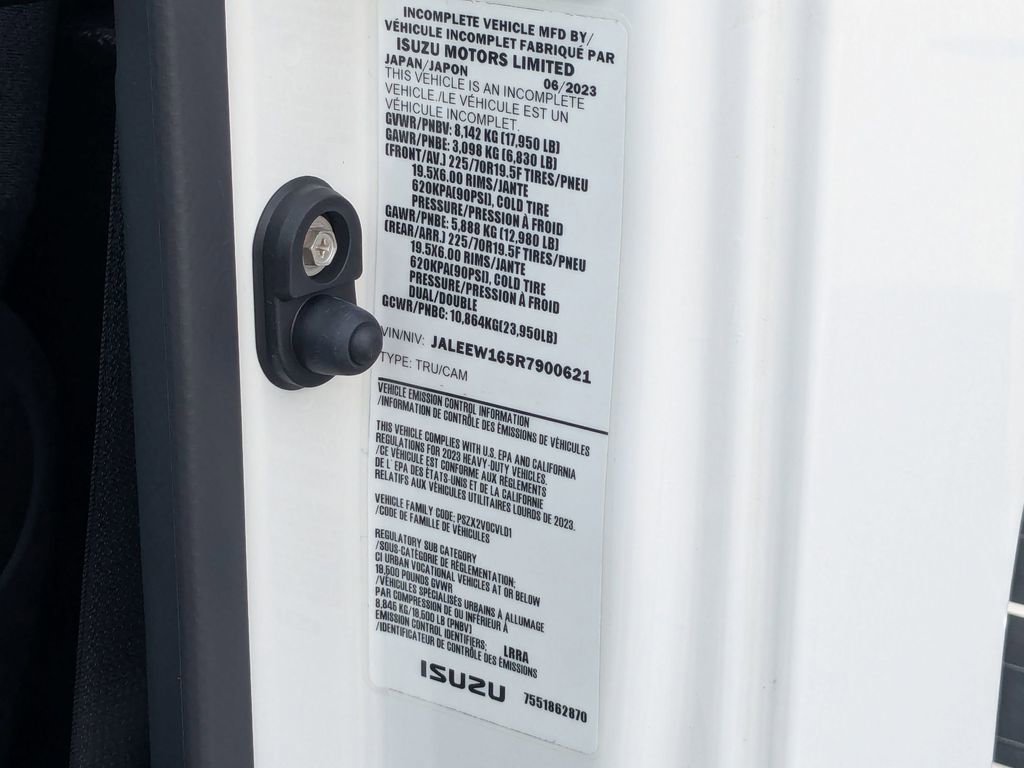 INCOMPLETE VEHICLE MFD BY/
VÉHICULE INCOMPLET FABRIQUÉ PAR
ISUZU MOTORS LIMITED
JAPAN/JAPON 06/2023
THIS VEHICLE IS AN INCOMPLETE
VEHICLE./LE VÉHICULE EST UN
VÉHICULE INCOMPLET.
GVWR/PNBV: 8,142 KG (17,950 LB)
GAWR/PNBE: 3,098 KG (6,830 LB)
(FRONT/AV.) 225/70R19.5F TIRES/PNEU
19.5X6.00 RIMS/JANTE
620KPA(90PSI), COLD TIRE
PRESSURE/PRESSION À FROID
GAWR/PNBE: 5,888 KG (12,980 LB)
(REAR/ARR.) 225/70R19.5F TIRES/PNEU
19.5X6.00 RIMS/JANTE
620KPA(90PSI), COLD TIRE
PRESSURE/PRESSION À FROID
DUAL/DOUBLE
GCWR/PNBC: 10,864KG(23,950LB)
VIN/NIV: JALEEW165R7900621
TYPE: TRU/CAM
VEHICLE EMISSION CONTROL INFORMATION
/INFORMATION DE CONTRÔLE DES ÉMISSIONS DE VÉHICULES
THIS VEHICLE COMPLIES WITH U.S. EPA AND CALIFORNIA
REGULATIONS FOR 2023 HEAVY-DUTY VEHICLES.
/CE VÉHICULE EST CONFORME AUX RÈGLEMENTS
DE L' EPA DES ÉTATS-UNIS ET DE LA CALIFORNIE
RELATIFS AUX VÉHICULES UTILITAIRES LOURDS DE 2023.
VEHICLE FAMILY CODE: PSZX2VOCVLD1
/CODE DE FAMILLE DE VÉHICULES
REGULATORY SUB CATEGORY
/SOUS-CATÉGORIE DE RÉGLEMENTATION:
CI URBAN VOCATIONAL VEHICLES AT OR BELOW
19,500 POUNDS GVWR
/VÉHICULES SPÉCIALISÉS URBAINS À ALLUMAGE
PAR COMPRESSION DE OU INFÉRIEUR À
8,845 KG/19,500 LB (PNBV)
EMISSION CONTROL IDENTIFIERS: LRRA
/IDENTIFICATEUR DE CONTRÔLE DES ÉMISSIONS
ISUZU 7551862870